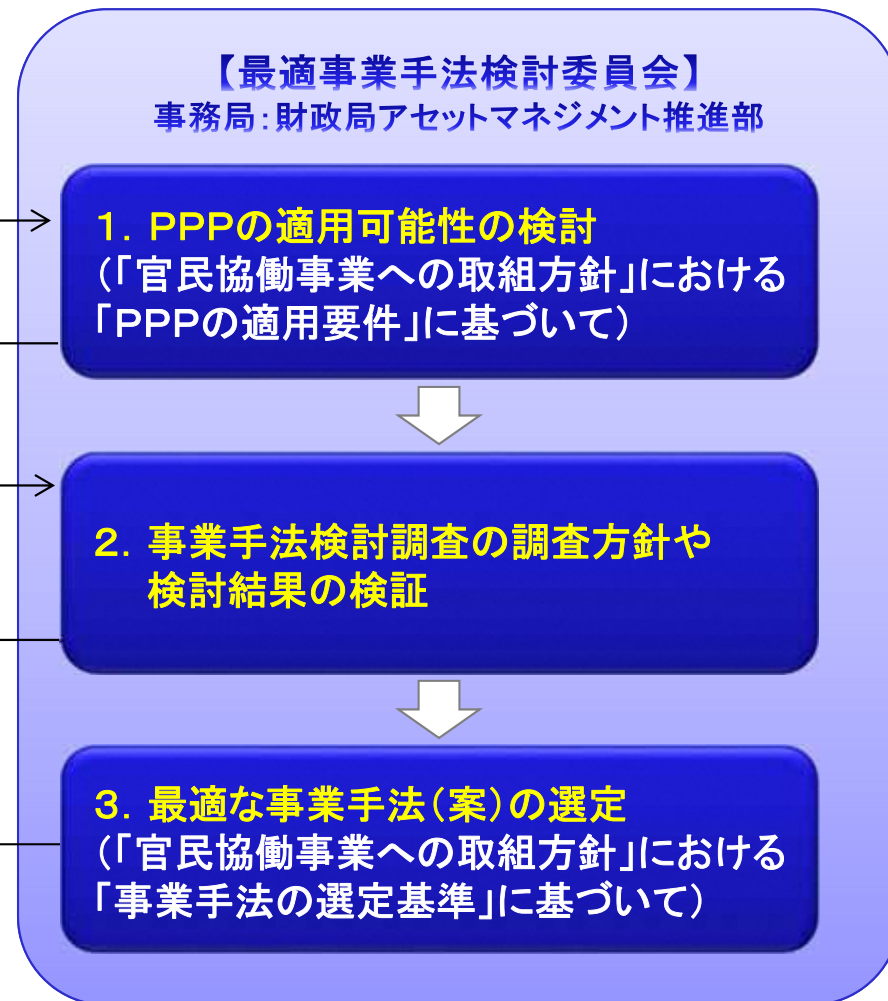 【最適事業手法検討委員会】
事務局:財政局アセットマネジメント推進部
1．PPPの適用可能性の検討
(「官民協働事業への取組方針」における
「PPPの適用要件」に基づいて)
2．事業手法検討調査の調査方針や
検討結果の検証
3．最適な事業手法(案)の選定
(「官民協働事業への取組方針」における
「事業手法の選定基準」に基づいて)